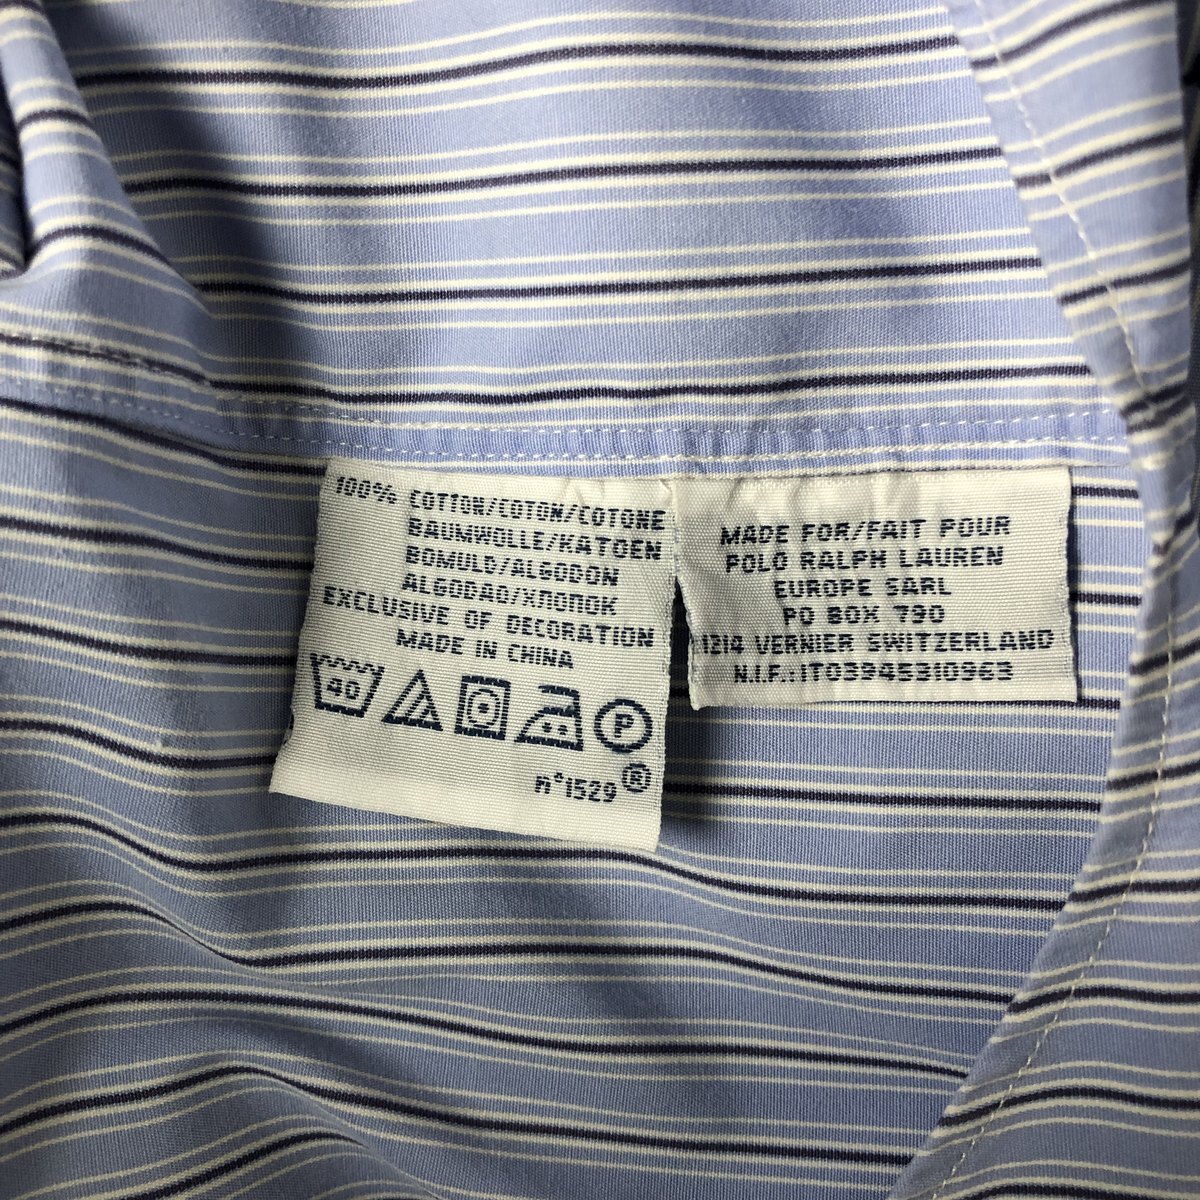 100% COTTON/COTON/COTONE
BAUMWOLLE/KATOEN
BOMULD/ALGODON
ALGODAO/ХЛОПОК
EXCLUSIVE OF DECORATION
MADE IN CHINA
40
P
n°1529 ®
MADE FOR/FAIT POUR
POLO RALPH LAUREN
EUROPE SARL
PO BOX 790
1214 VERNIER SWITZERLAND
N.I.F.:IT03945310963